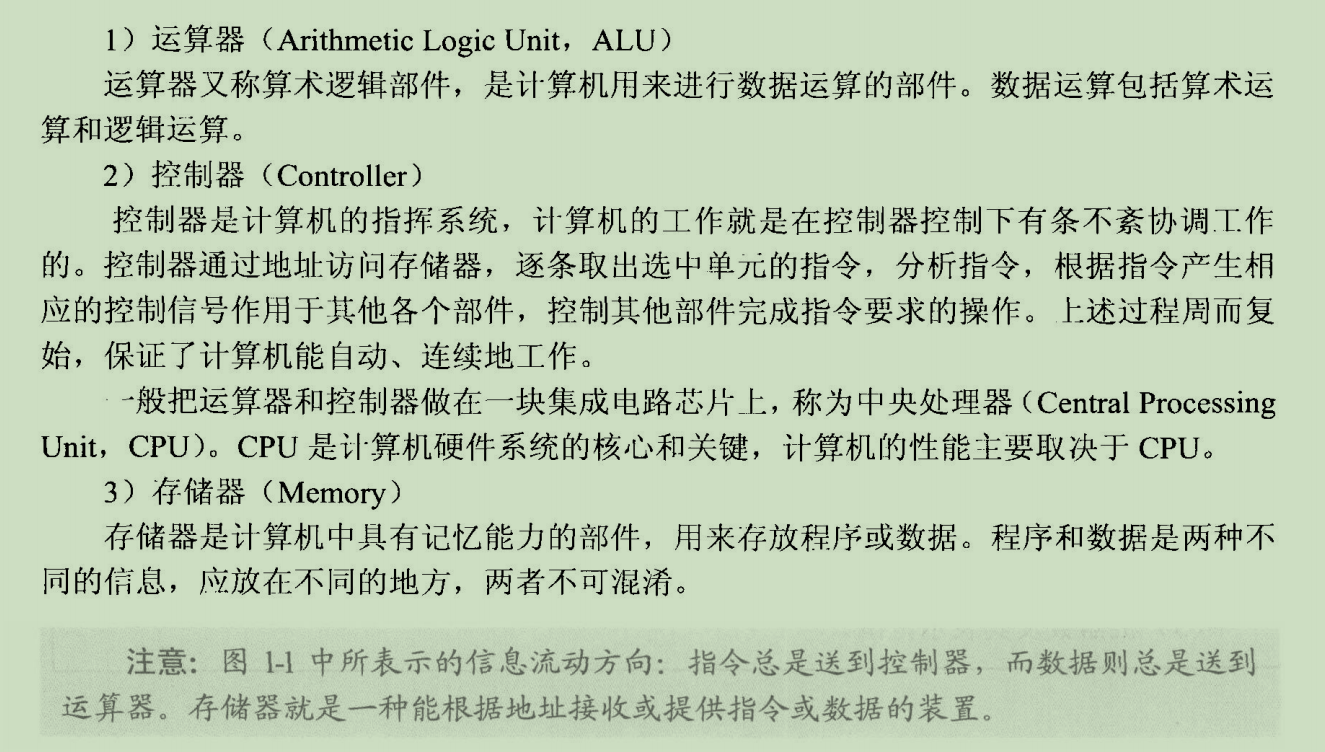 1）运算器（Arithmetic Logic Unit，ALU）
运算器又称算术逻辑部件，是计算机用来进行数据运算的部件。数据运算包括算术运
算和逻辑运算。
2）控制器（Controller）
控制器是计算机的指挥系统，计算机的工作就是在控制器控制下有条不紊协调工作
的。控制器通过地址访问存储器，逐条取出选中单元的指令，分析指令，根据指令产生相
应的控制信号作用于其他各个部件，控制其他部件完成指令要求的操作。上述过程周而复
始，保证了计算机能自动、连续地工作。
一般把运算器和控制器做在一块集成电路芯片上，称为中央处理器（Central Processing
Unit，CPU）。CPU 是计算机硬件系统的核心和关键，计算机的性能主要取决于 CPU。
3）存储器（Memory）
存储器是计算机中具有记忆能力的部件，用来存放程序或数据。程序和数据是两种不
同的信息，应放在不同的地方，两者不可混淆。
注意：图 1-1 中所表示的信息流动方向：指令总是送到控制器，而数据则总是送到
运算器。存储器就是一种能根据地址接收或提供指令或数据的装置。